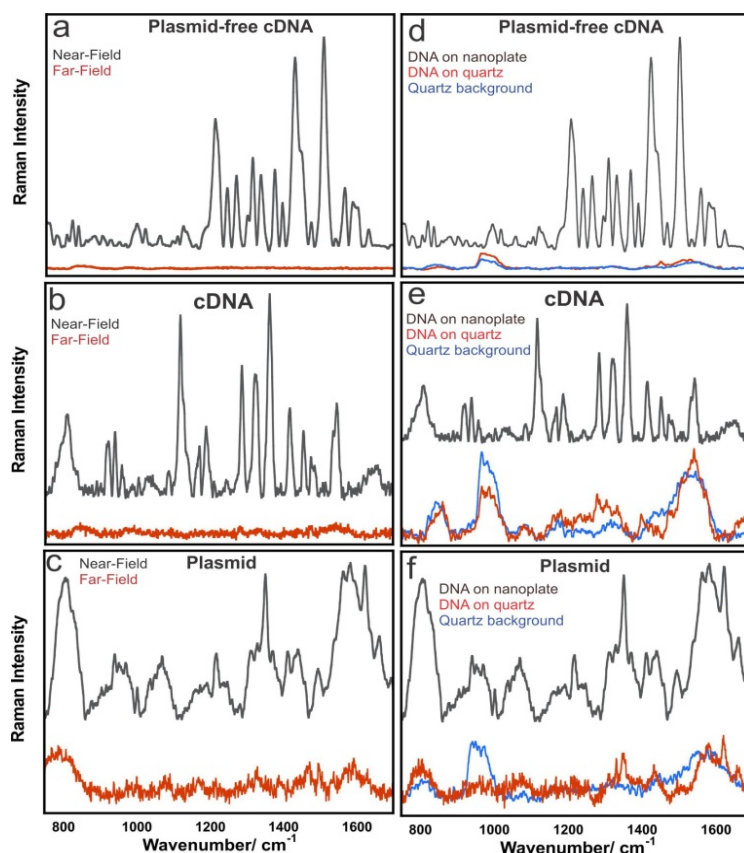 a
Plasmid-free cDNA
Near-Field
Far-Field
Raman Intensity
d
Plasmid-free cDNA
DNA on nanoplate
DNA on quartz
Quartz background
b
cDNA
Near-Field
Far-Field
Raman Intensity
e
cDNA
DNA on nanoplate
DNA on quartz
Quartz background
c
Plasmid
Near-Field
Far-Field
Raman Intensity
f
Plasmid
DNA on nanoplate
DNA on quartz
Quartz background
800 1000 1200 1400 1600
800 1000 1200 1400 1600
Wavenumber/ cm⁻¹
Wavenumber/ cm⁻¹